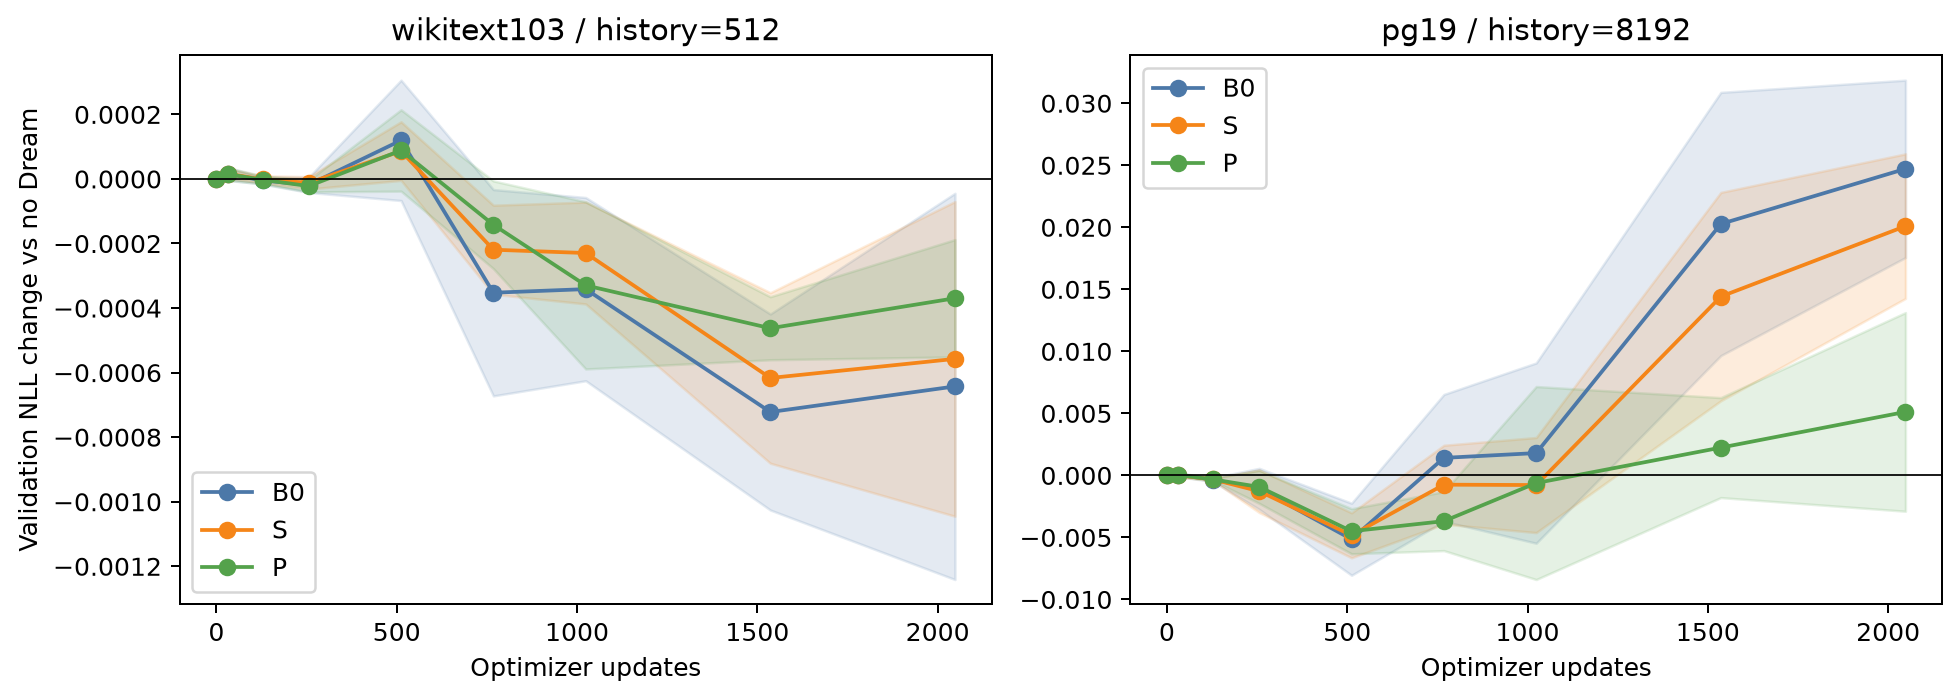 wikitext103 / history=512
Validation NLL change vs no Dream
0.0002
0.0000
−0.0002
−0.0004
−0.0006
−0.0008
−0.0010
−0.0012
B0
S
P
0
500
1000
1500
2000
Optimizer updates
pg19 / history=8192
B0
S
P
0.030
0.025
0.020
0.015
0.010
0.005
0.000
−0.005
−0.010
0
500
1000
1500
2000
Optimizer updates